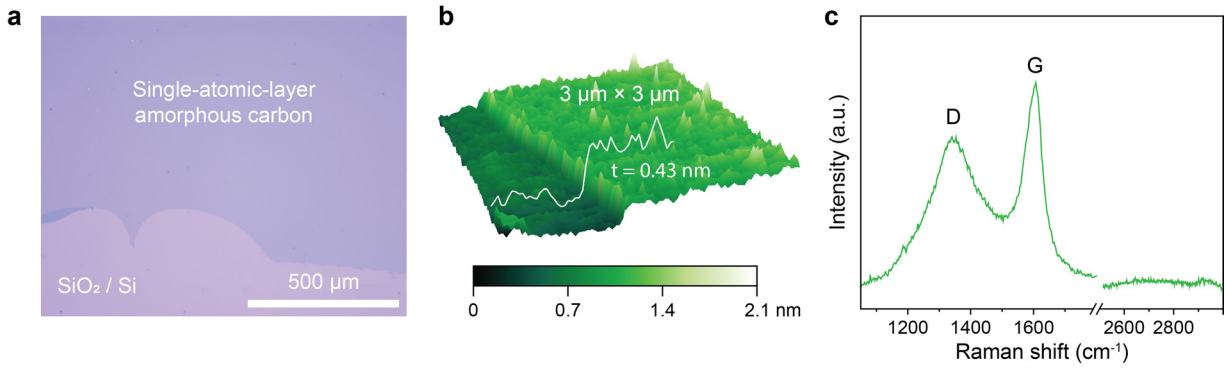 a
Single-atomic-layer
amorphous carbon
SiO₂ / Si
500 µm
b
3 µm × 3 µm
t = 0.43 nm
0 0.7 1.4 2.1 nm
c
G
D
Intensity (a.u.)
1200 1400 1600 2600 2800
Raman shift (cm⁻¹)